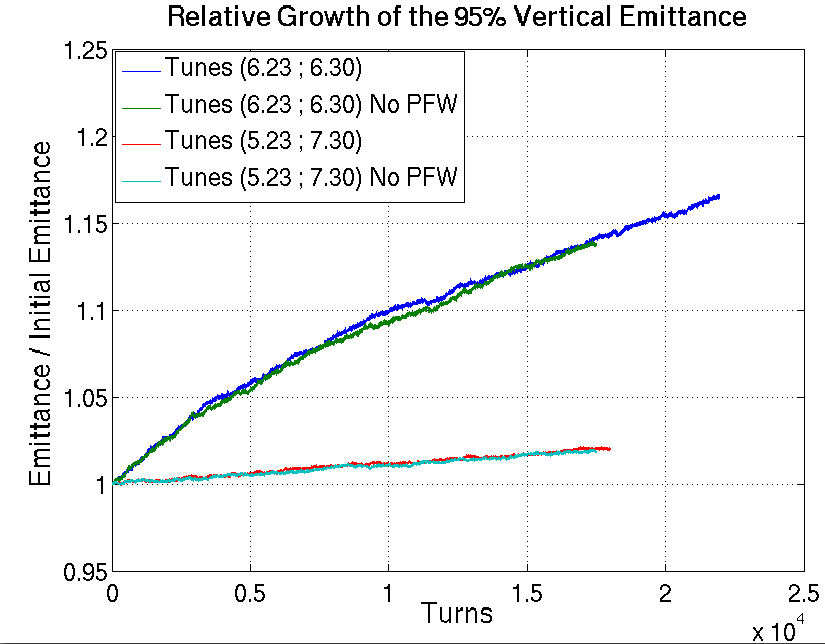 Relative Growth of the 95% Vertical Emittance
1.25
Tunes (6.23 ; 6.30)
Tunes (6.23 ; 6.30) No PFW
Tunes (5.23 ; 7.30)
Tunes (5.23 ; 7.30) No PFW
1.2
1.15
1.1
1.05
1
0.95
Emittance / Initial Emittance
0 0.5 1 1.5 2 2.5
Turns
x 10⁴